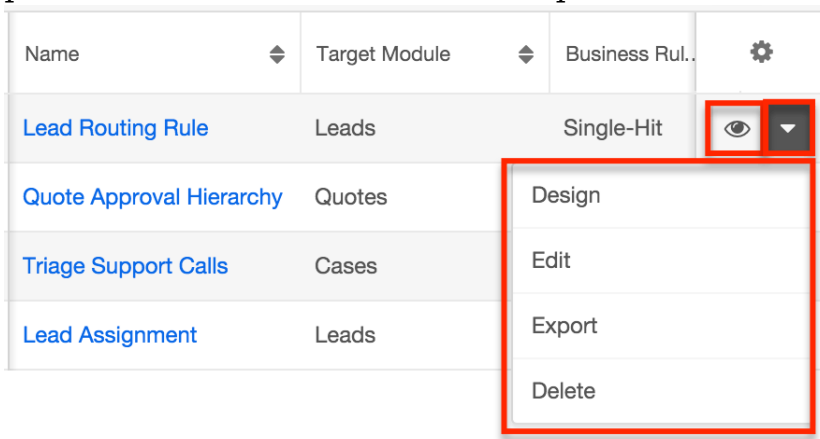 Name Target Module Business Rul..
Lead Routing Rule Leads Single-Hit
Quote Approval Hierarchy Quotes
Design
Triage Support Calls Cases
Edit
Export
Lead Assignment Leads
Delete